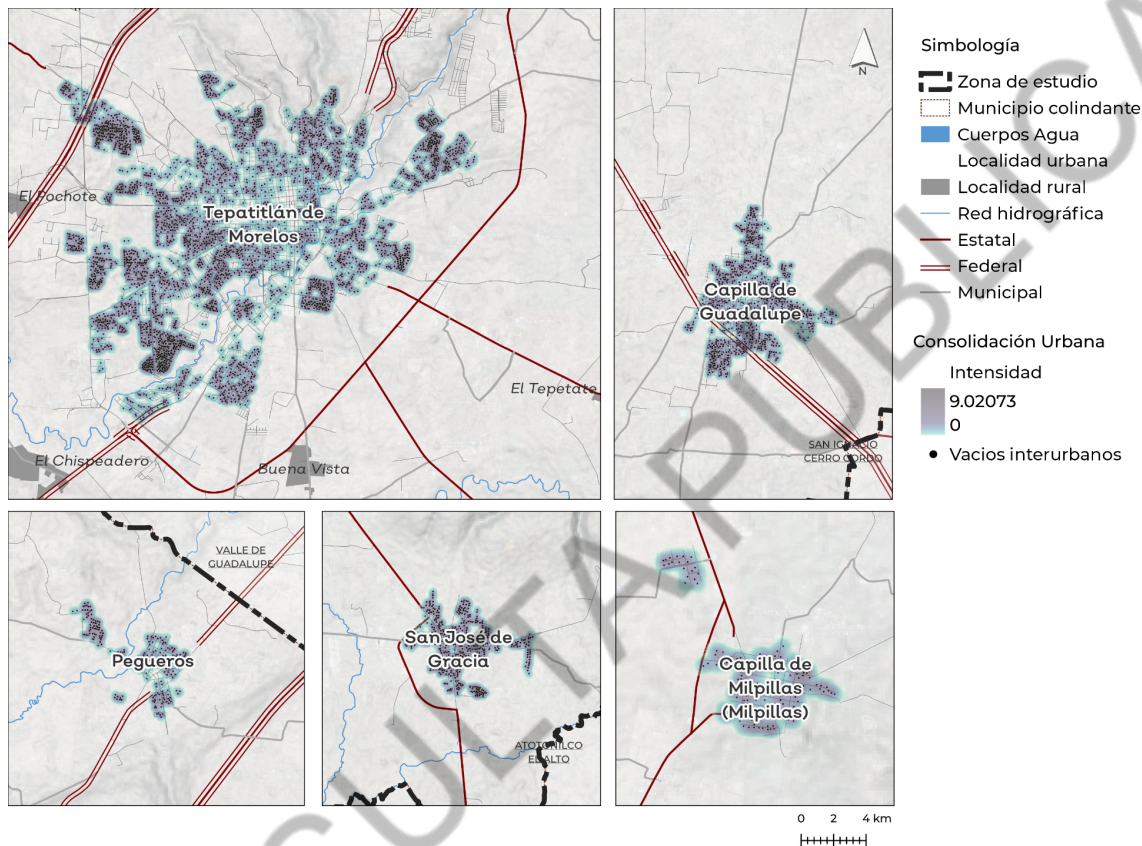 El Pochote
Tepatitlán de
Morelos
El Tepetate
El Chispeadero
Buena Vista
N
Capilla de
Guadalupe
SAN IGNACIO
CERRO GORDO
VALLE DE
GUADALUPE
Pegueros
San José de
Gracia
ATOTONILCO
EL ALTO
Capilla de
Milpillas
(Milpillas)
Simbología
Zona de estudio
Municipio colindante
Cuerpos Agua
Localidad urbana
Localidad rural
Red hidrográfica
Estatal
Federal
Municipal
Consolidación Urbana
Intensidad
9.02073
0
Vacios interurbanos
0 2 4 km
CULTA PUBLICA